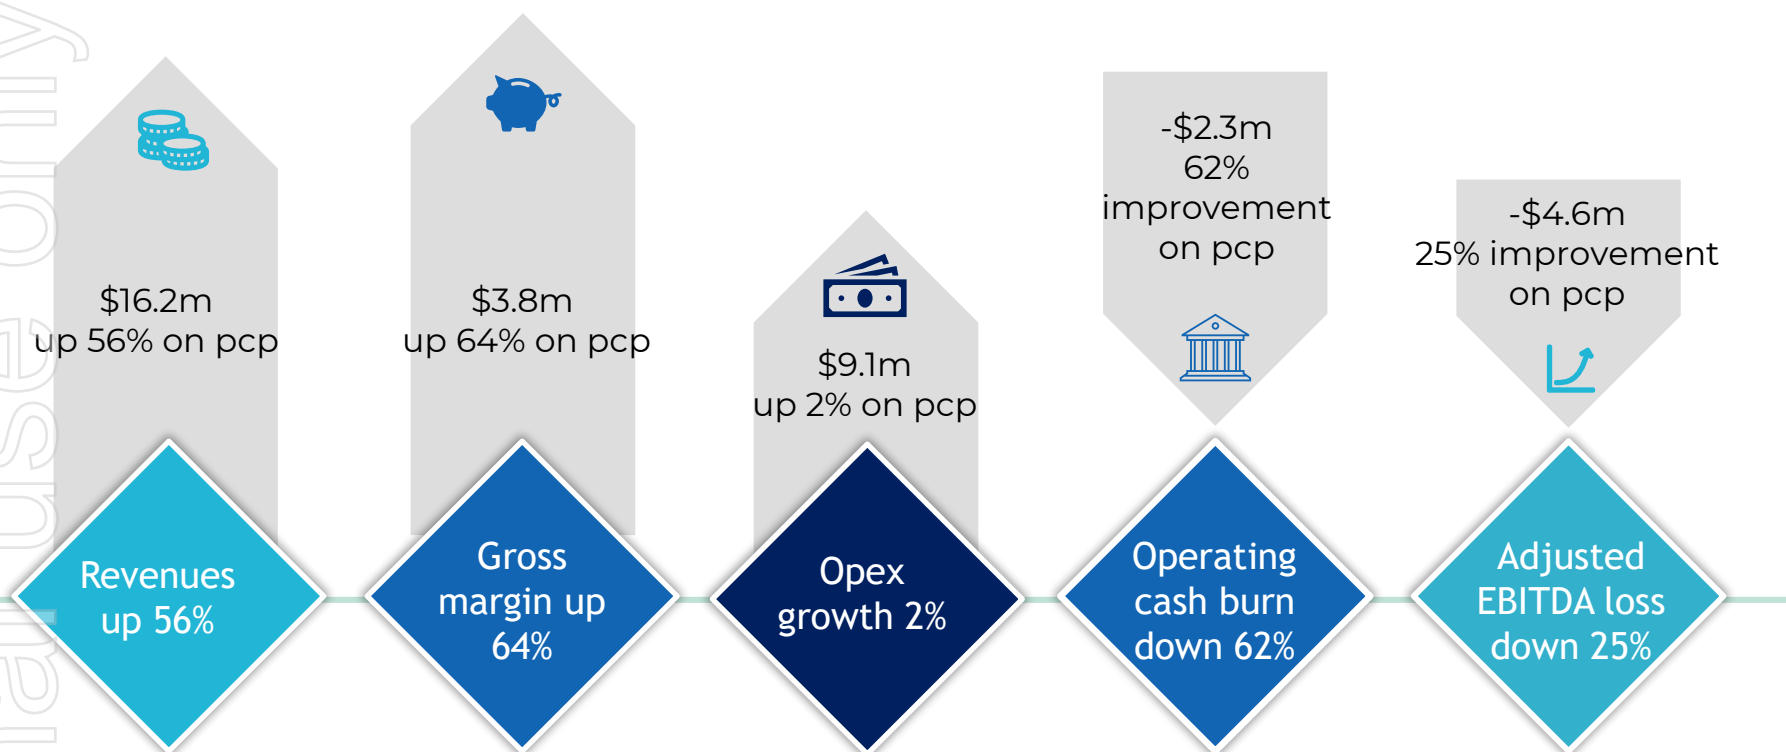 $16.2m
up 56% on pcp
Revenues
up 56%
$3.8m
up 64% on pcp
Gross
margin up
64%
$9.1m
up 2% on pcp
Opex
growth 2%
-$2.3m
62%
improvement
on pcp
Operating
cash burn
down 62%
-$4.6m
25% improvement
on pcp
Adjusted
EBITDA loss
down 25%
use only